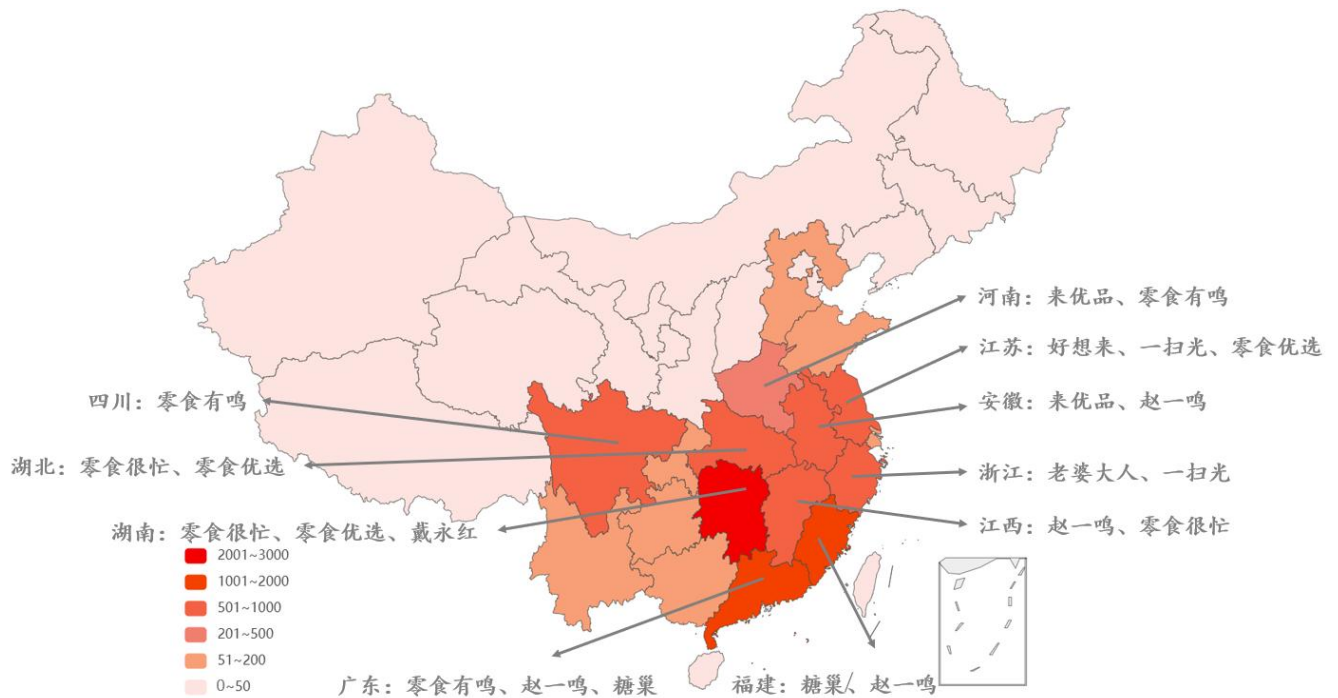 河南：来优品、零食有鸣
江苏：好想来、一扫光、零食优选
四川：零食有鸣
安徽：来优品、赵一鸣
湖北：零食很忙、零食优选
浙江：老婆大人、一扫光
湖南：零食很忙、零食优选、戴永红
江西：赵一鸣、零食很忙
2001~3000
1001~2000
501~1000
201~500
51~200
0~50
广东：零食有鸣、赵一鸣、糖巢
福建：糖巢、赵一鸣